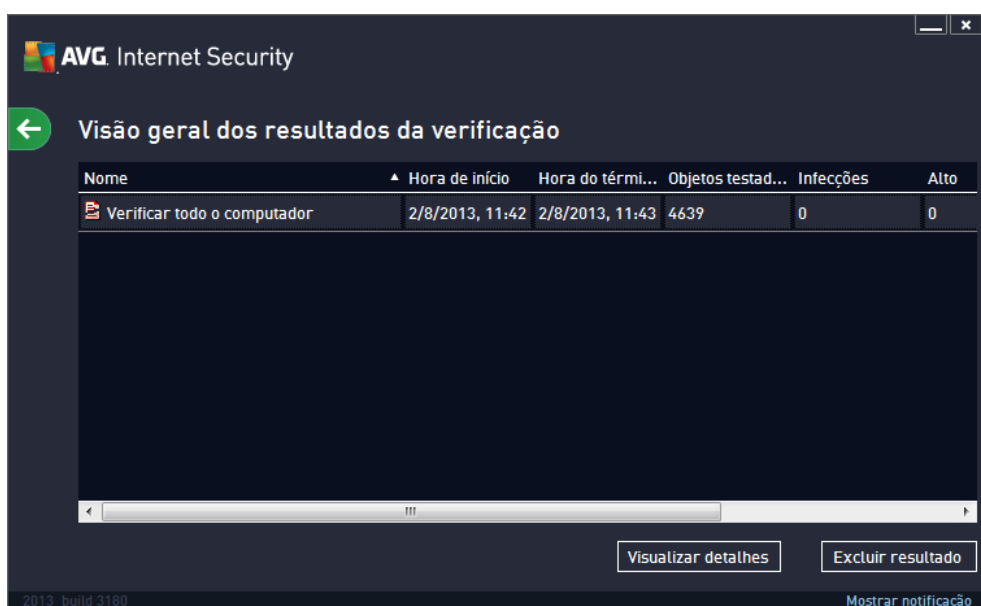 AVG. Internet Security
Visão geral dos resultados da verificação
Nome Hora de início Hora do térmi... Objetos testad... Infecções Alto
Verificar todo o computador 2/8/2013, 11:42 2/8/2013, 11:43 4639 0 0
Visualizar detalhes Excluir resultado
2013 build 3180 Mostrar notificação